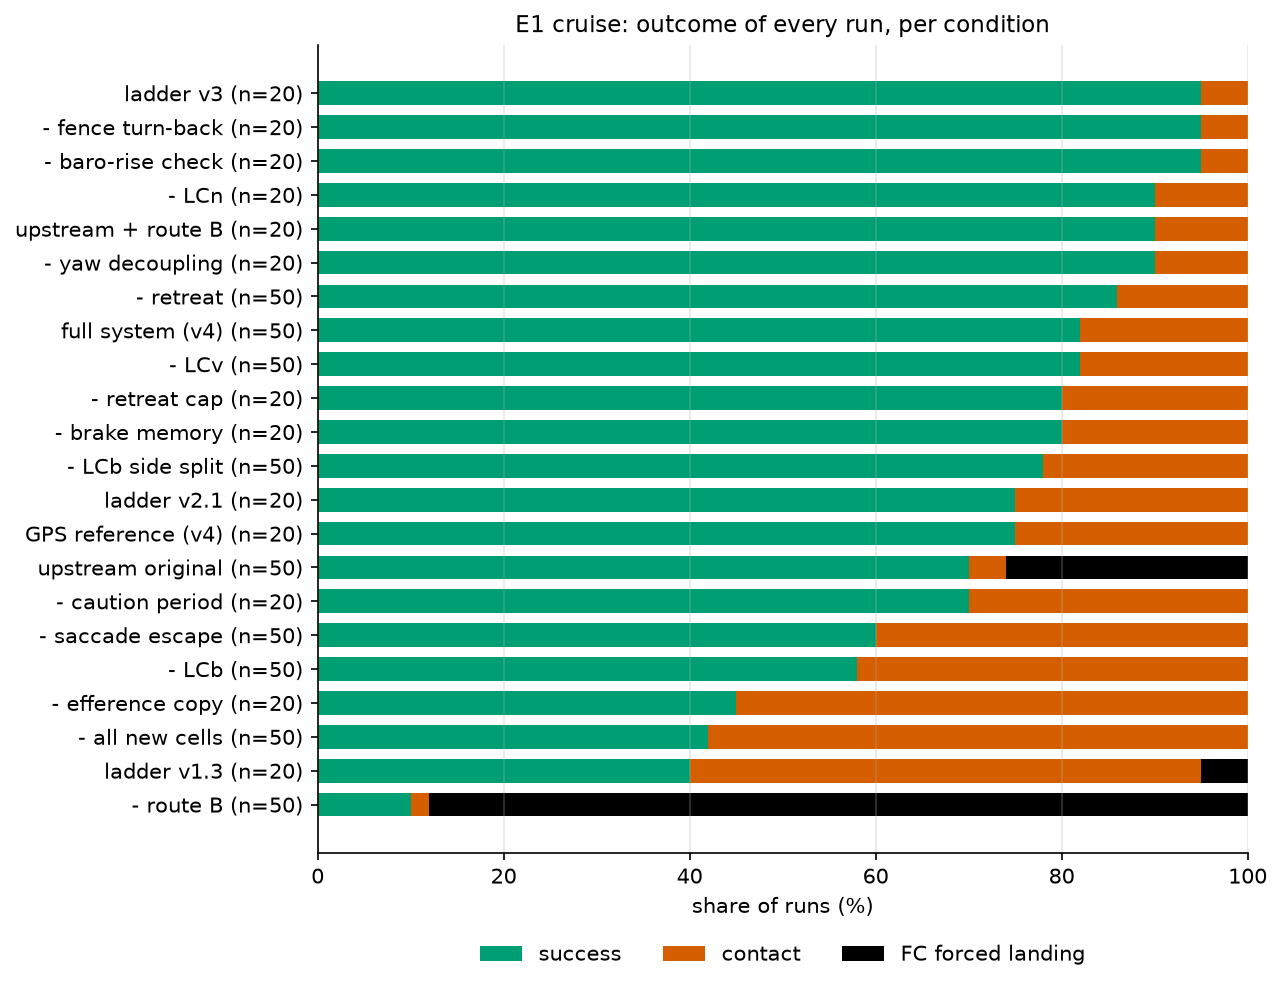 E1 cruise: outcome of every run, per condition
ladder v3 (n=20)
- fence turn-back (n=20)
- baro-rise check (n=20)
- LCn (n=20)
upstream + route B (n=20)
- yaw decoupling (n=20)
- retreat (n=50)
full system (v4) (n=50)
- LCv (n=50)
- retreat cap (n=20)
- brake memory (n=20)
- LCb side split (n=50)
ladder v2.1 (n=20)
GPS reference (v4) (n=20)
upstream original (n=50)
- caution period (n=20)
- saccade escape (n=50)
- LCb (n=50)
- efference copy (n=20)
- all new cells (n=50)
ladder v1.3 (n=20)
- route B (n=50)
0 20 40 60 80 100
share of runs (%)
success contact FC forced landing